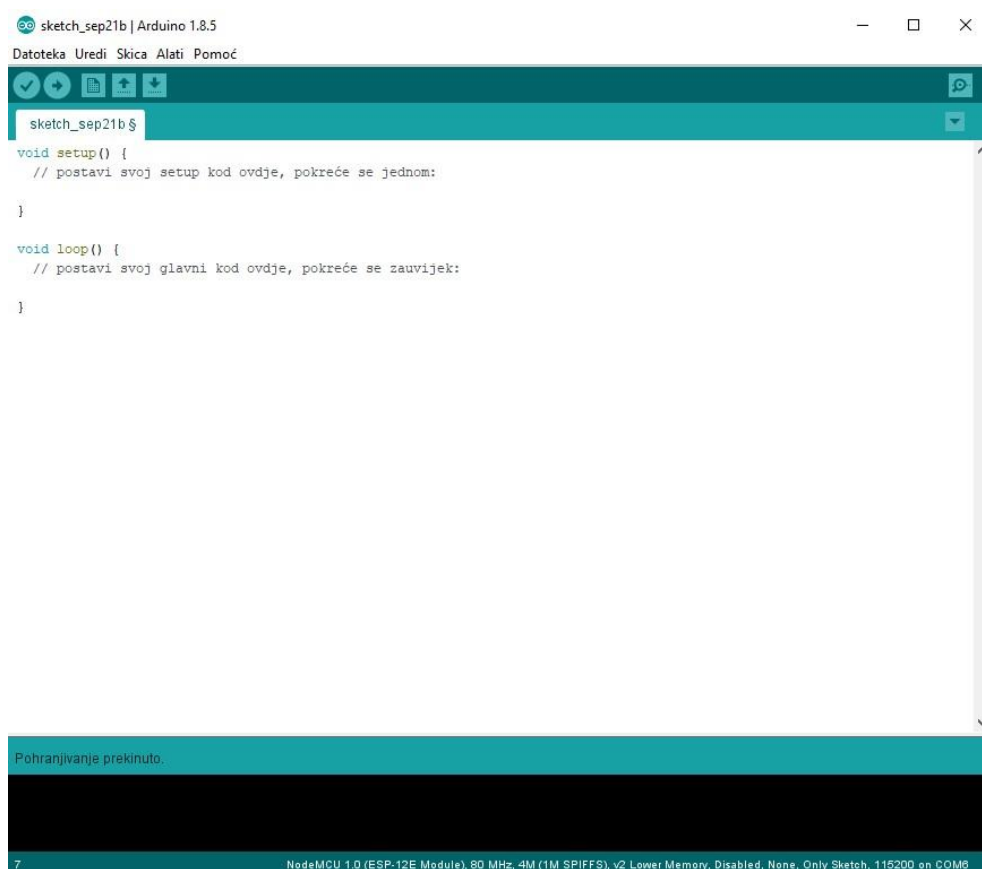 sketch_sep21b | Arduino 1.8.5
Datoteka Uredi Skica Alati Pomoć
sketch_sep21b §
void setup() {
// postavi svoj setup kod ovdje, pokreće se jednom:
}
void loop() {
// postavi svoj glavni kod ovdje, pokreće se zauvijek:
}
Pohranjivanje prekinuto.
7 NodeMCU 1.0 (ESP-12E Module), 80 MHz, 4M (1M SPIFFS), v2 Lower Memory, Disabled, None, Only Sketch, 115200 on COM6